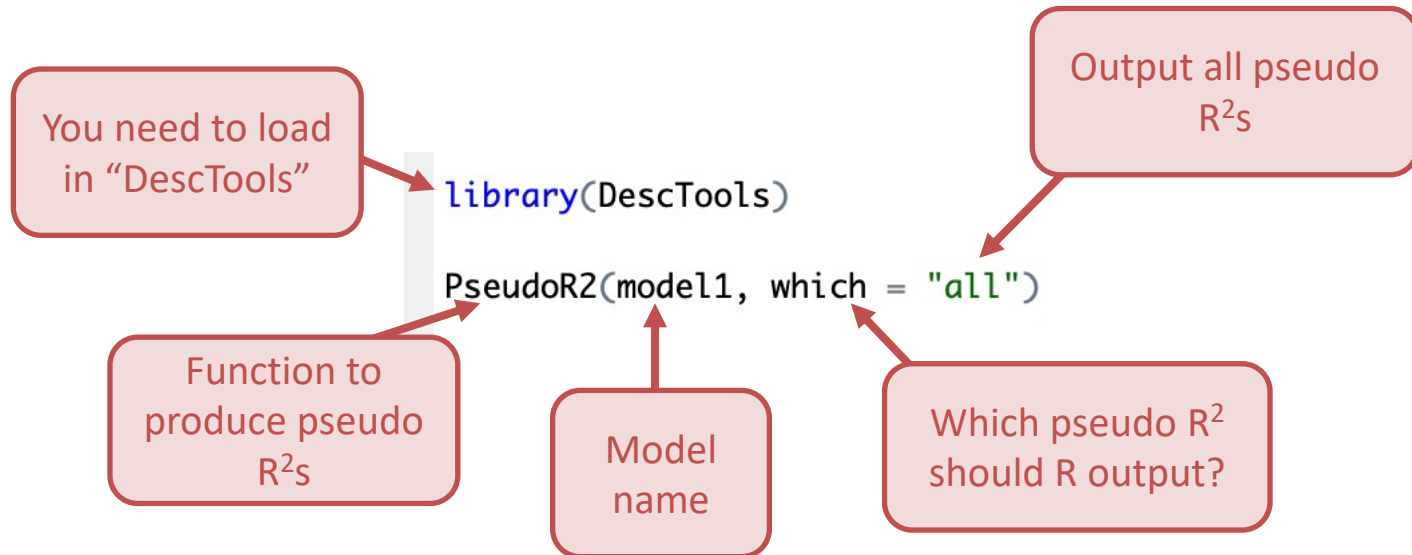 Output all pseudo
R²s
You need to load
in “DescTools”
library(DescTools)
PseudoR2(model1, which = "all")
Function to
produce pseudo
R²s
Model
name
Which pseudo R²
should R output?